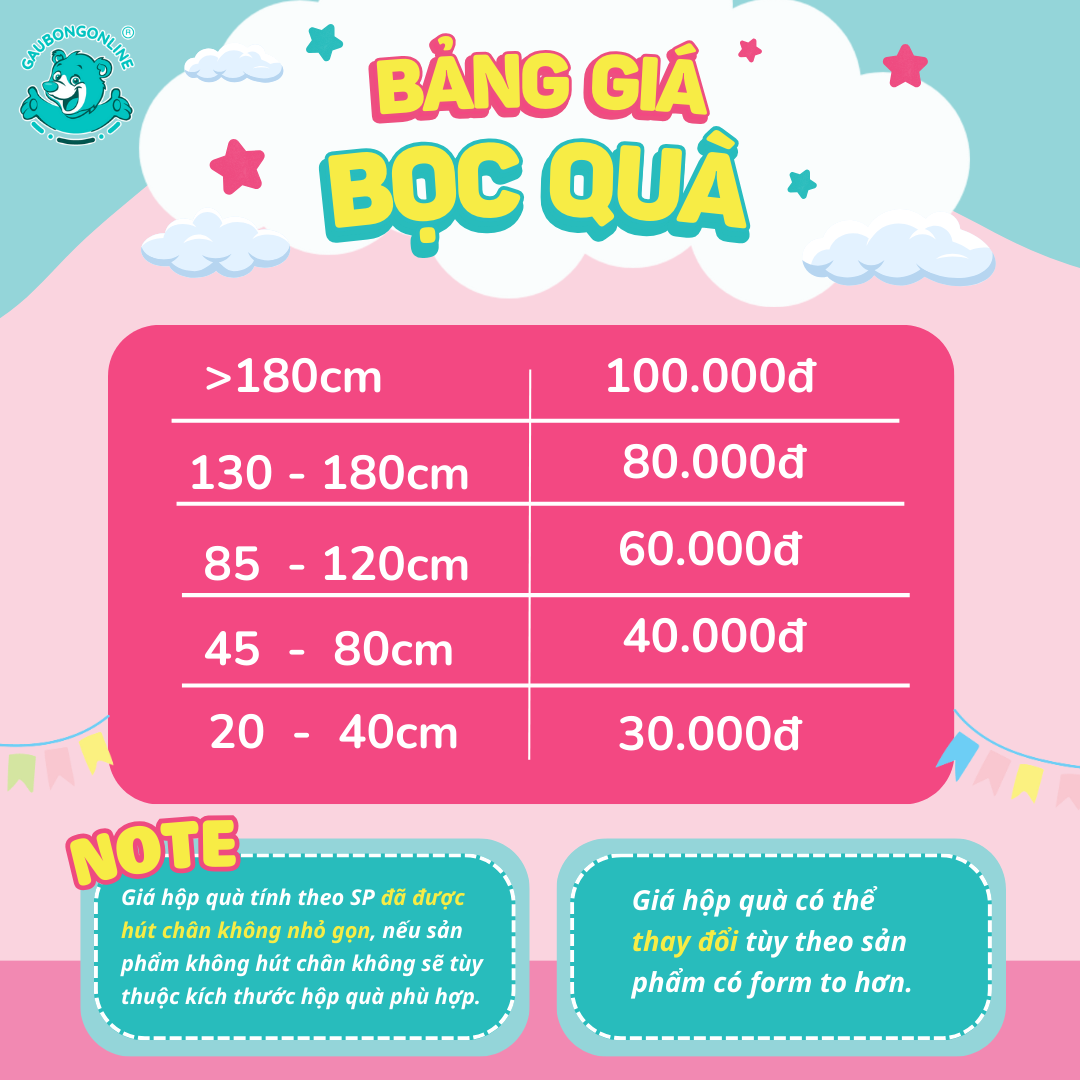 GAUBONGONLINE®
BẢNG GIÁ
BỌC QUÀ
>180cm 100.000đ
130 - 180cm 80.000đ
85 - 120cm 60.000đ
45 - 80cm 40.000đ
20 - 40cm 30.000đ
NOTE
Giá hộp quà tính theo SP đã được
hút chân không nhỏ gọn, nếu sản
phẩm không hút chân không sẽ tùy
thuộc kích thước hộp quà phù hợp.
Giá hộp quà có thể
thay đổi tùy theo sản
phẩm có form to hơn.